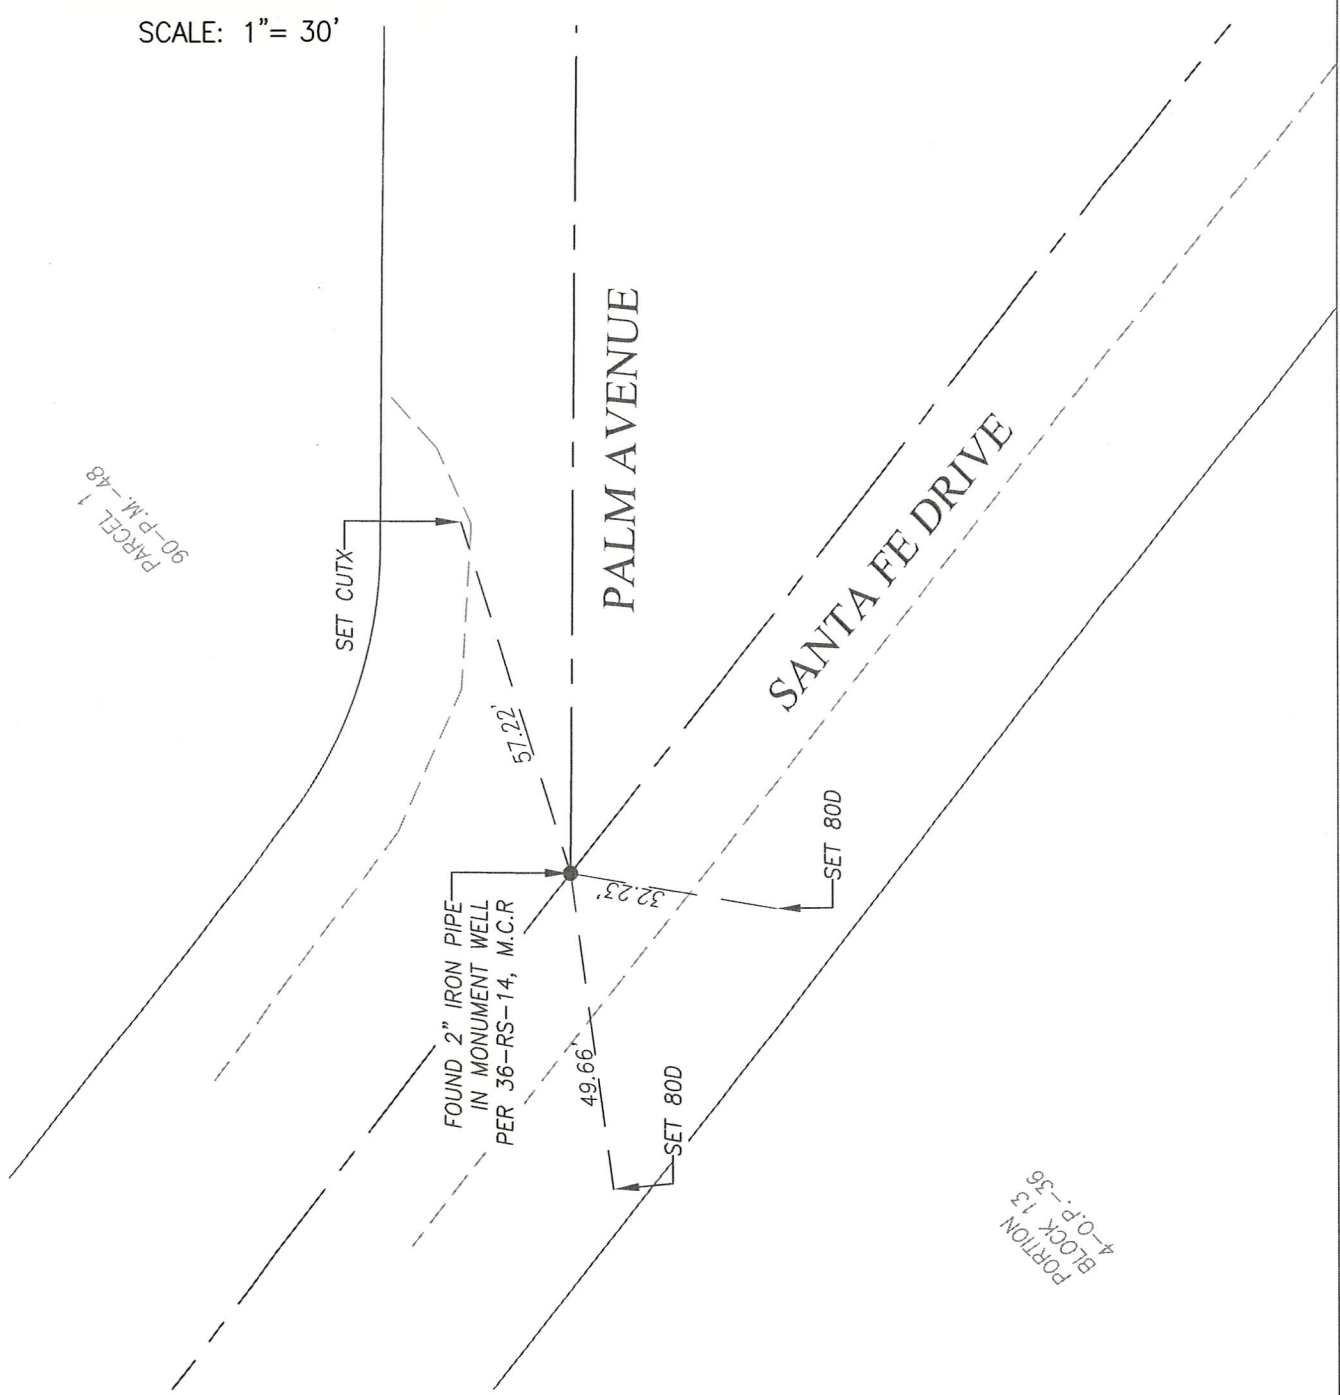 SCALE: 1"= 30'
PALM AVENUE
SANTA FE DRIVE
PARCEL 1
90-P.M.-48
SET CUTX
57.22'
FOUND 2" IRON PIPE
IN MONUMENT WELL
PER 36-RS-14, M.C.R
32.23'
SET 80D
49.66'
SET 80D
PORTION
BLOCK 13
4-O.P.-36